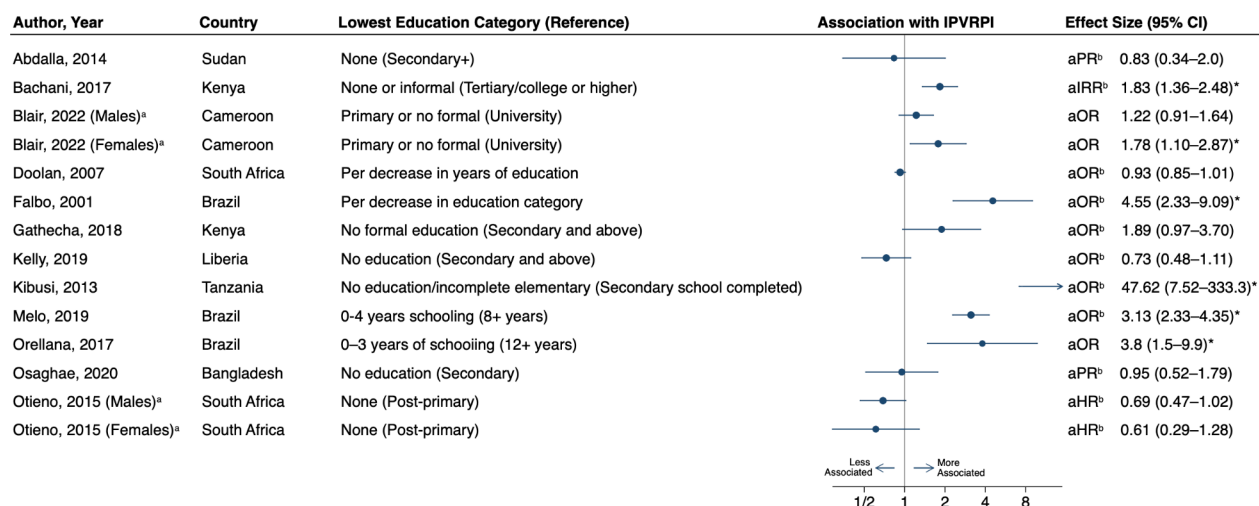 Author, Year Country Lowest Education Category (Reference) Association with IPVRPI Effect Size (95% CI)
Abdalla, 2014 Sudan None (Secondary+) aPRᵇ 0.83 (0.34–2.0)
Bachani, 2017 Kenya None or informal (Tertiary/college or higher) aIRRᵇ 1.83 (1.36–2.48)*
Blair, 2022 (Males)ᵃ Cameroon Primary or no formal (University) aOR 1.22 (0.91–1.64)
Blair, 2022 (Females)ᵃ Cameroon Primary or no formal (University) aOR 1.78 (1.10–2.87)*
Doolan, 2007 South Africa Per decrease in years of education aORᵇ 0.93 (0.85–1.01)
Falbo, 2001 Brazil Per decrease in education category aORᵇ 4.55 (2.33–9.09)*
Gathecha, 2018 Kenya No formal education (Secondary and above) aORᵇ 1.89 (0.97–3.70)
Kelly, 2019 Liberia No education (Secondary and above) aORᵇ 0.73 (0.48–1.11)
Kibusi, 2013 Tanzania No education/incomplete elementary (Secondary school completed) aORᵇ 47.62 (7.52–333.3)*
Melo, 2019 Brazil 0-4 years schooling (8+ years) aORᵇ 3.13 (2.33–4.35)*
Orellana, 2017 Brazil 0–3 years of schooiing (12+ years) aOR 3.8 (1.5–9.9)*
Osaghae, 2020 Bangladesh No education (Secondary) aPRᵇ 0.95 (0.52–1.79)
Otieno, 2015 (Males)ᵃ South Africa None (Post-primary) aHRᵇ 0.69 (0.47–1.02)
Otieno, 2015 (Females)ᵃ South Africa None (Post-primary) aHRᵇ 0.61 (0.29–1.28)
Less More
Associated Associated
1/2 1 2 4 8